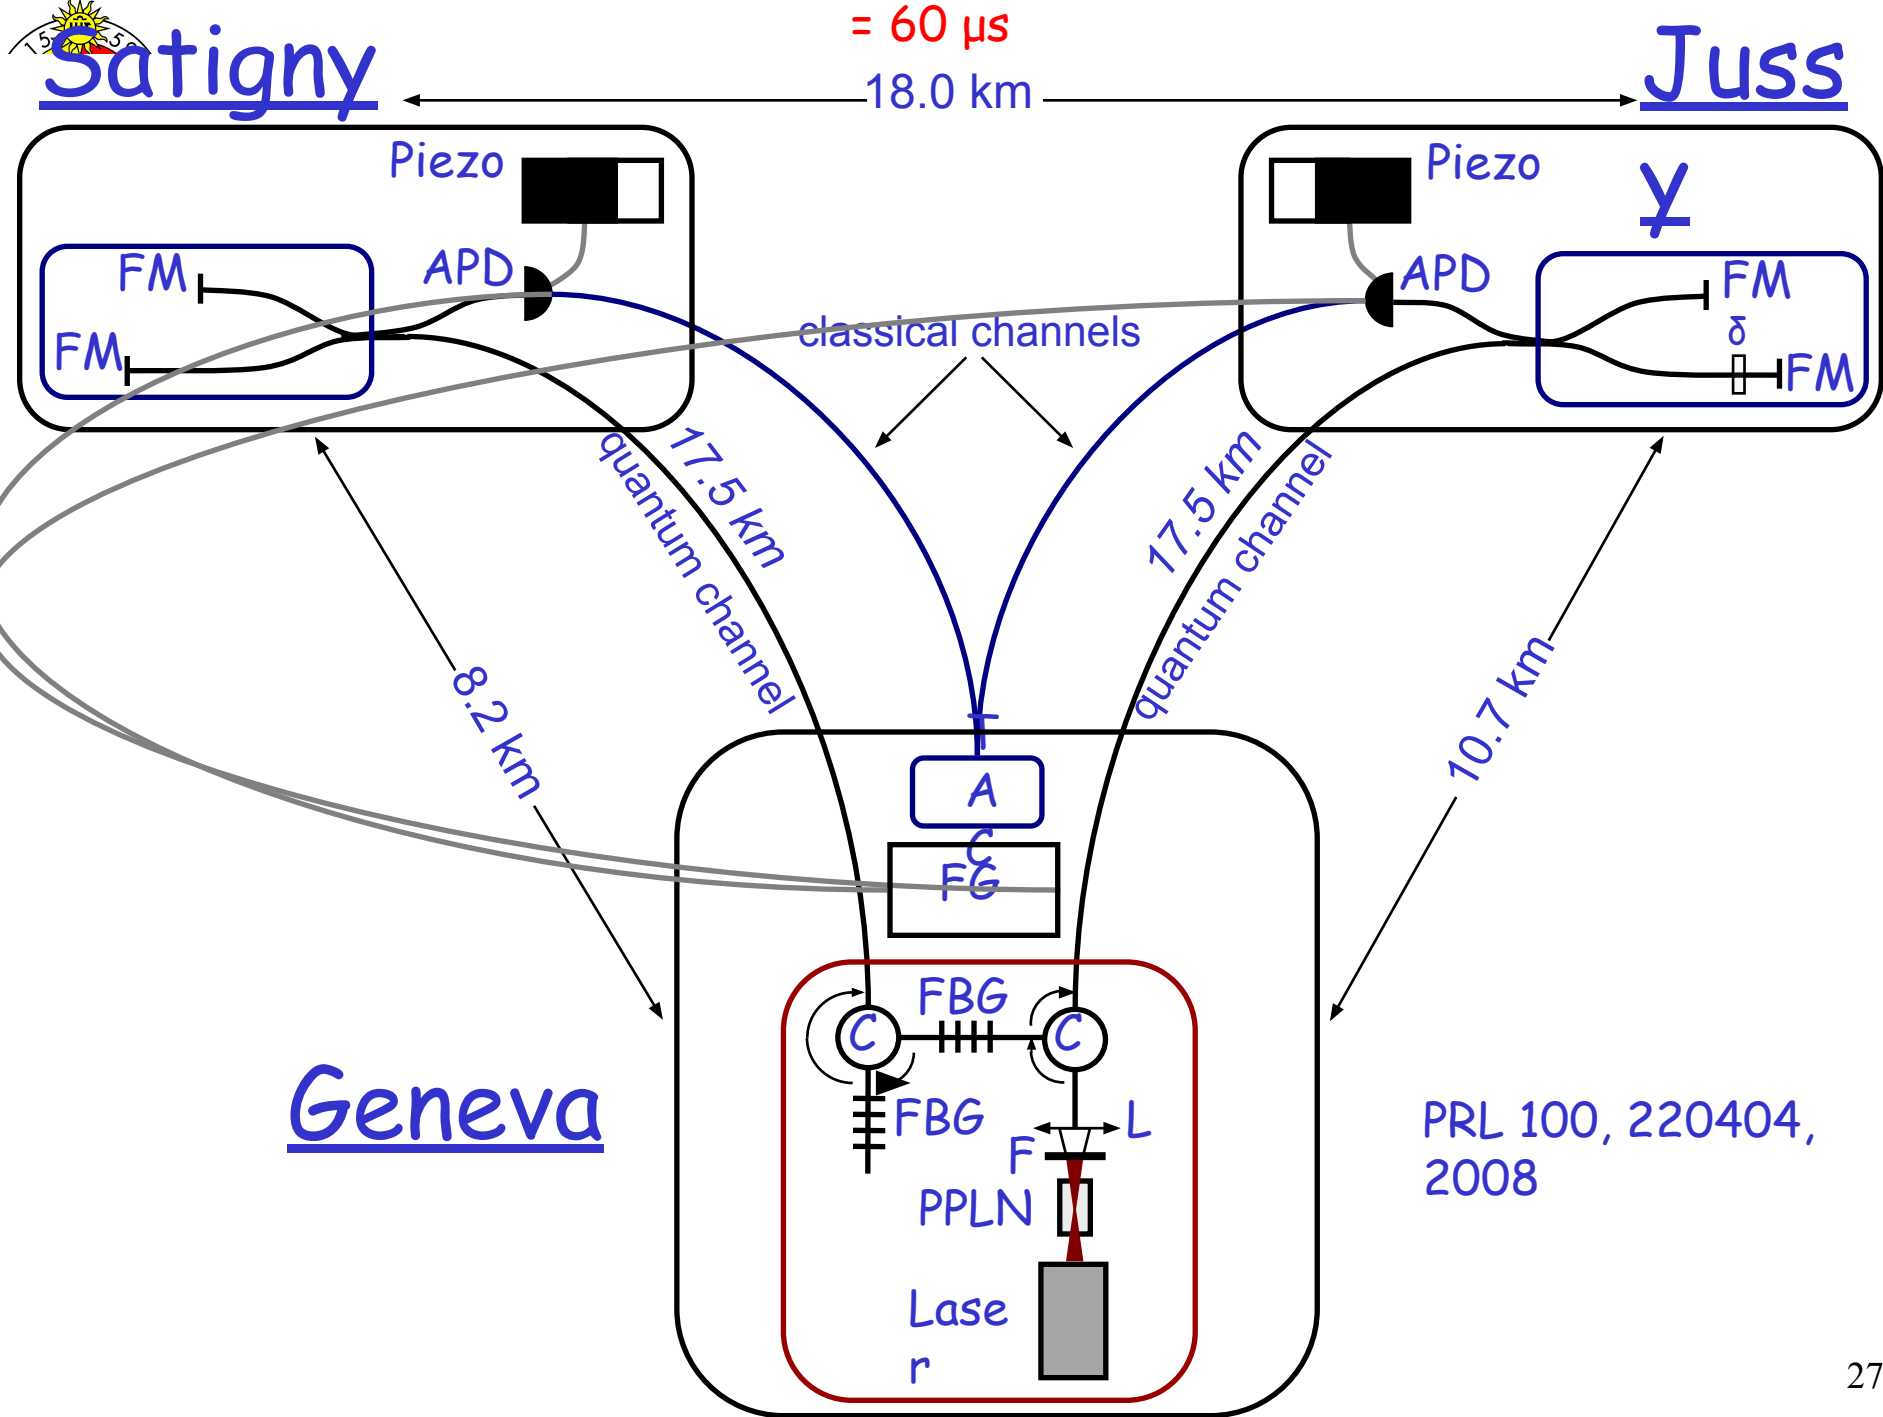 = 60 µs
Satigny
18.0 km
Juss
y
Piezo
Piezo
APD
APD
FM
FM
FM
δ
FM
classical channels
17.5 km
quantum channel
17.5 km
quantum channel
8.2 km
10.7 km
T
A
C
FG
FBG
C
C
FBG
L
F
PPLN
Lase
r
Geneva
PRL 100, 220404,
2008
27